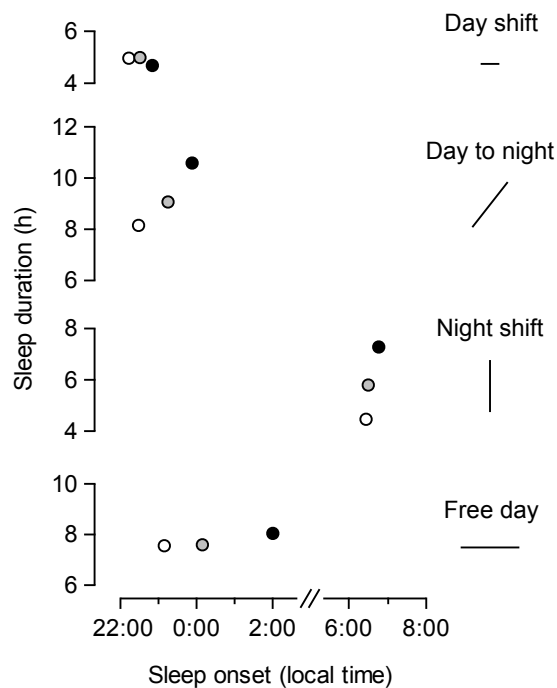 Day shift
6
4
Day to night
12
10
8
6
Sleep duration (h)
Night shift
8
6
4
Free day
10
8
6
22:00 0:00 2:00 6:00 8:00
Sleep onset (local time)